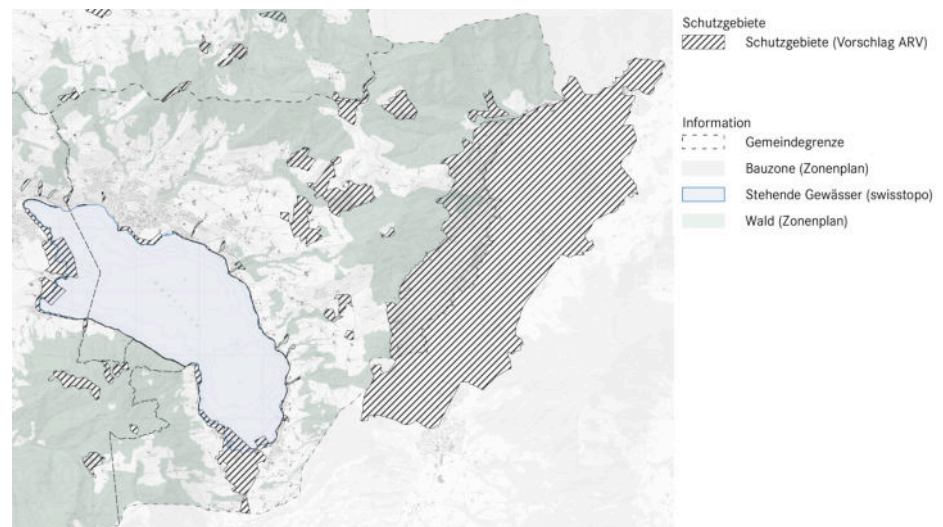 Schutzgebiete
Schutzgebiete (Vorschlag ARV)
Information
Gemeindegrenze
Bauzone (Zonenplan)
Stehende Gewässer (swisstopo)
Wald (Zonenplan)